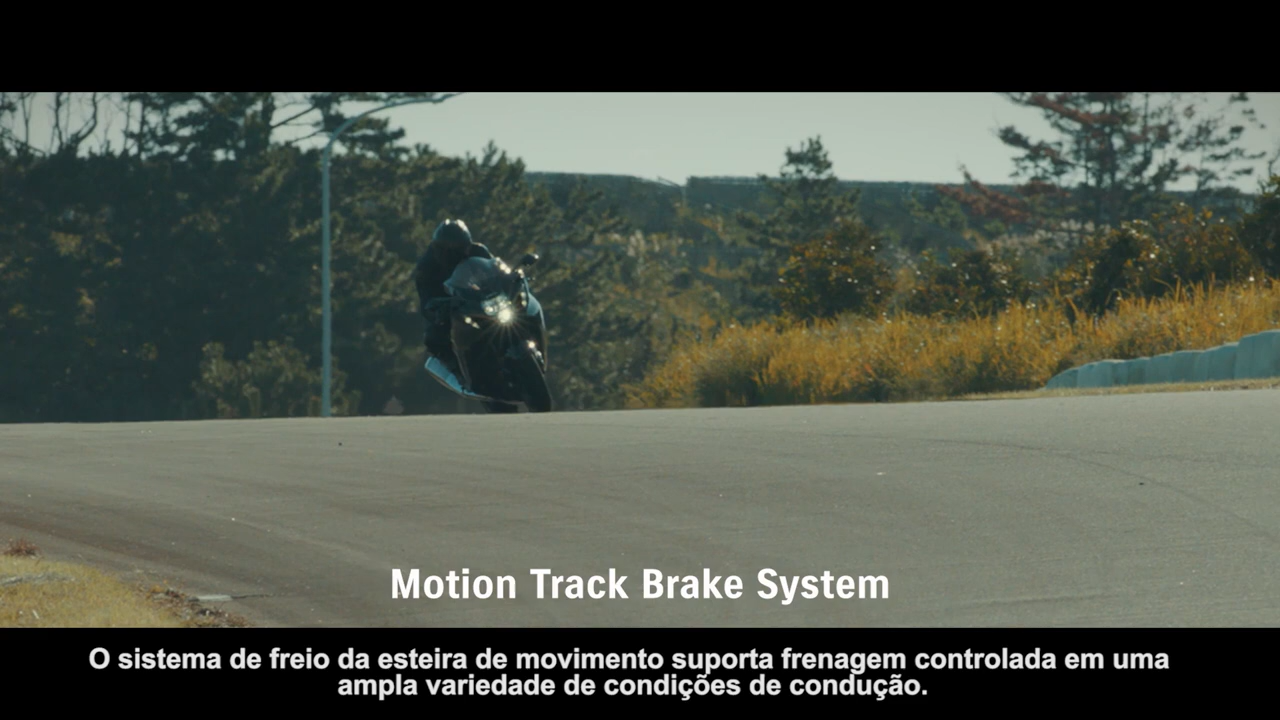 Motion Track Brake System
O sistema de freio da esteira de movimento suporta frenagem controlada em uma
ampla variedade de condições de condução.